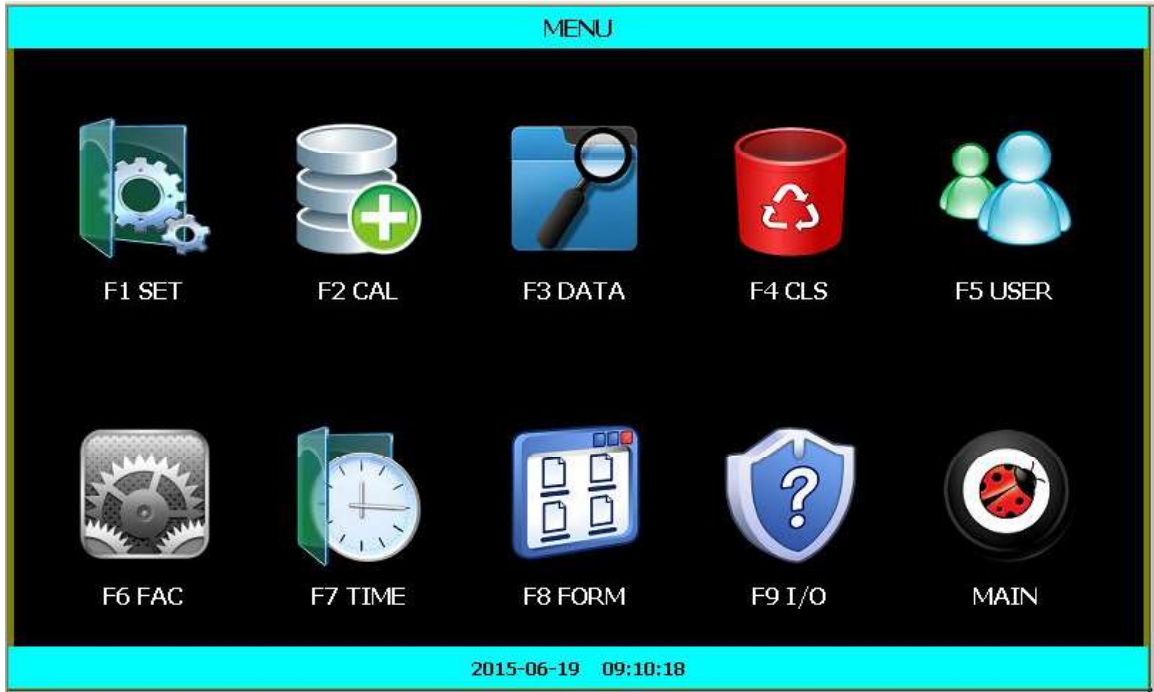 MENU
F1 SET
F2 CAL
F3 DATA
F4 CLS
F5 USER
F6 FAC
F7 TIME
F8 FORM
F9 I/O
MAIN
2015-06-19 09:10:18